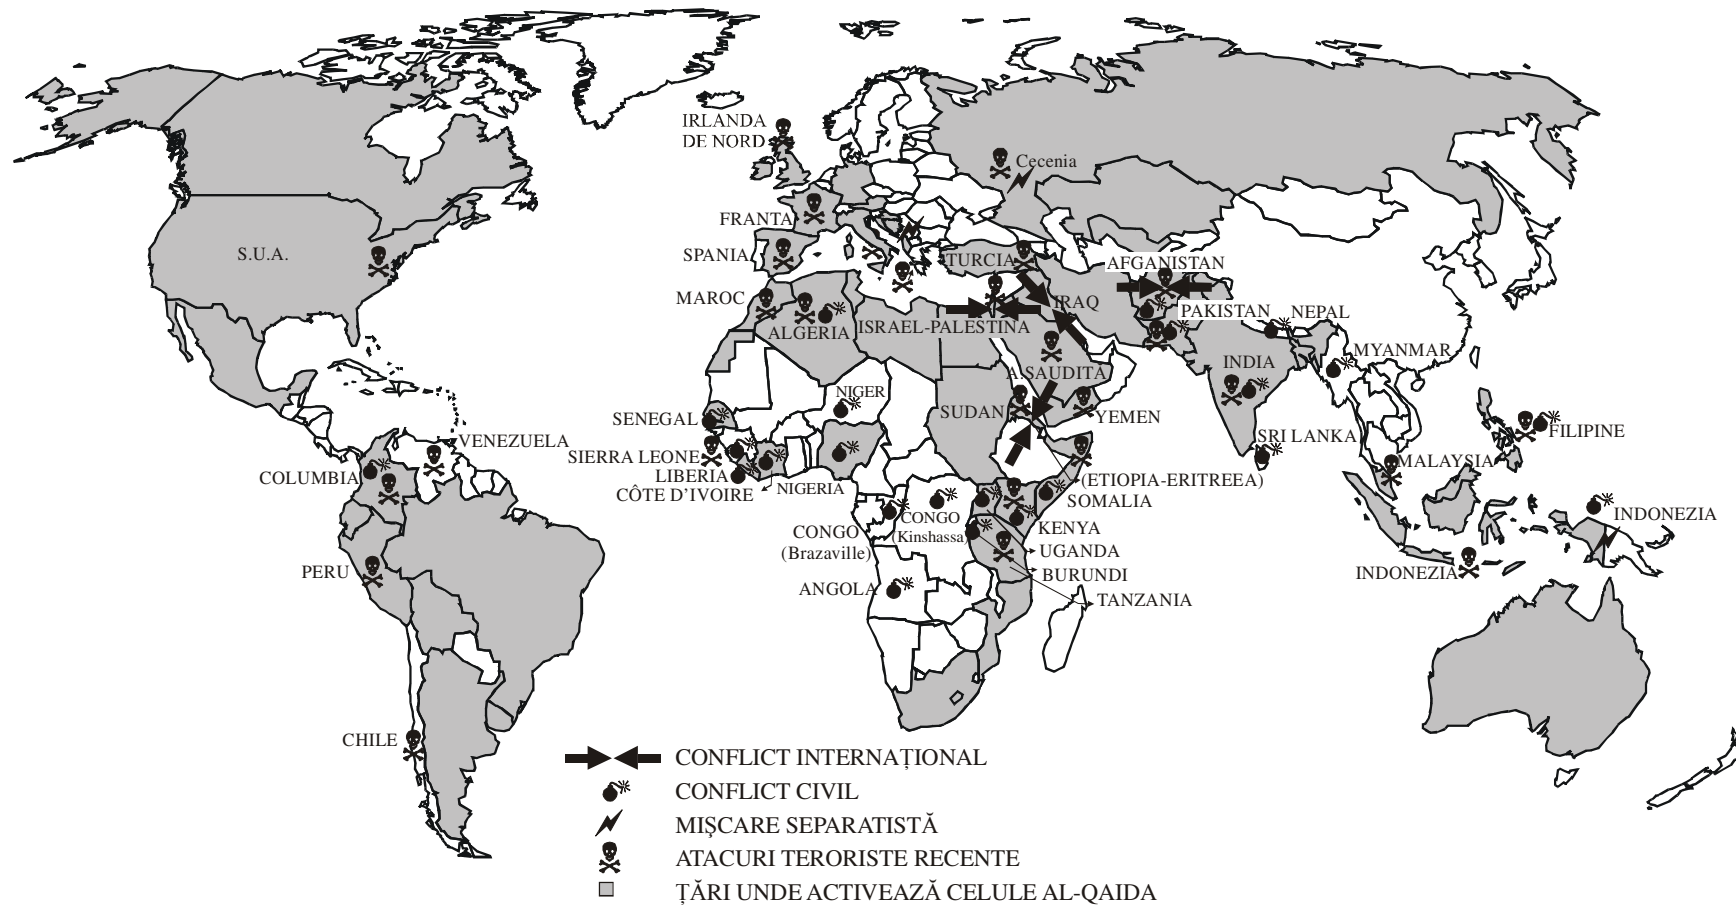 IRLANDA
DE NORD
Cecenia
FRANTA
SPANIA
TURCIA
AFGANISTAN
S.U.A.
MAROC
IRAQ
ALGERIA
ISRAEL-PALESTINA
PAKISTAN
NEPAL
MYANMAR
INDIA
A.SAUDITA
NIGER
SENEGAL
SUDAN
YEMEN
VENEZUELA
SIERRA LEONE
SRI LANKA
FILIPINE
COLUMBIA
LIBERIA
MALAYSIA
CÔTE D'IVOIRE
NIGERIA
(ETIOPIA-ERITREEA)
SOMALIA
CONGO
(Brazaville)
CONGO
(Kinshassa)
KENYA
INDONEZIA
UGANDA
PERU
BURUNDI
INDONEZIA
ANGOLA
TANZANIA
CHILE
CONFLICT INTERNAȚIONAL
CONFLICT CIVIL
MIȘCARE SEPARATISTĂ
ATACURI TERORISTE RECENTE
ȚĂRI UNDE ACTIVEAZĂ CELULE AL-QAIDA